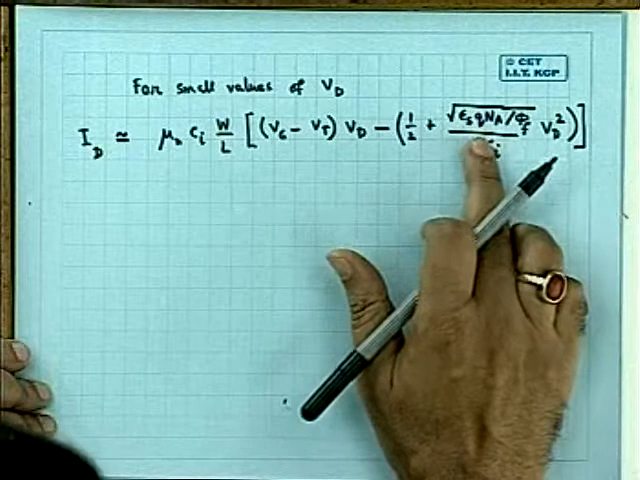 © CET
I.I.T. KGP
For small values of V_D
I_D ≃ μ_n C_i W/L [(V_G − V_T) V_D − (1/2 + √(ε_s q N_A / Φ_f) / C_i V_D²)]